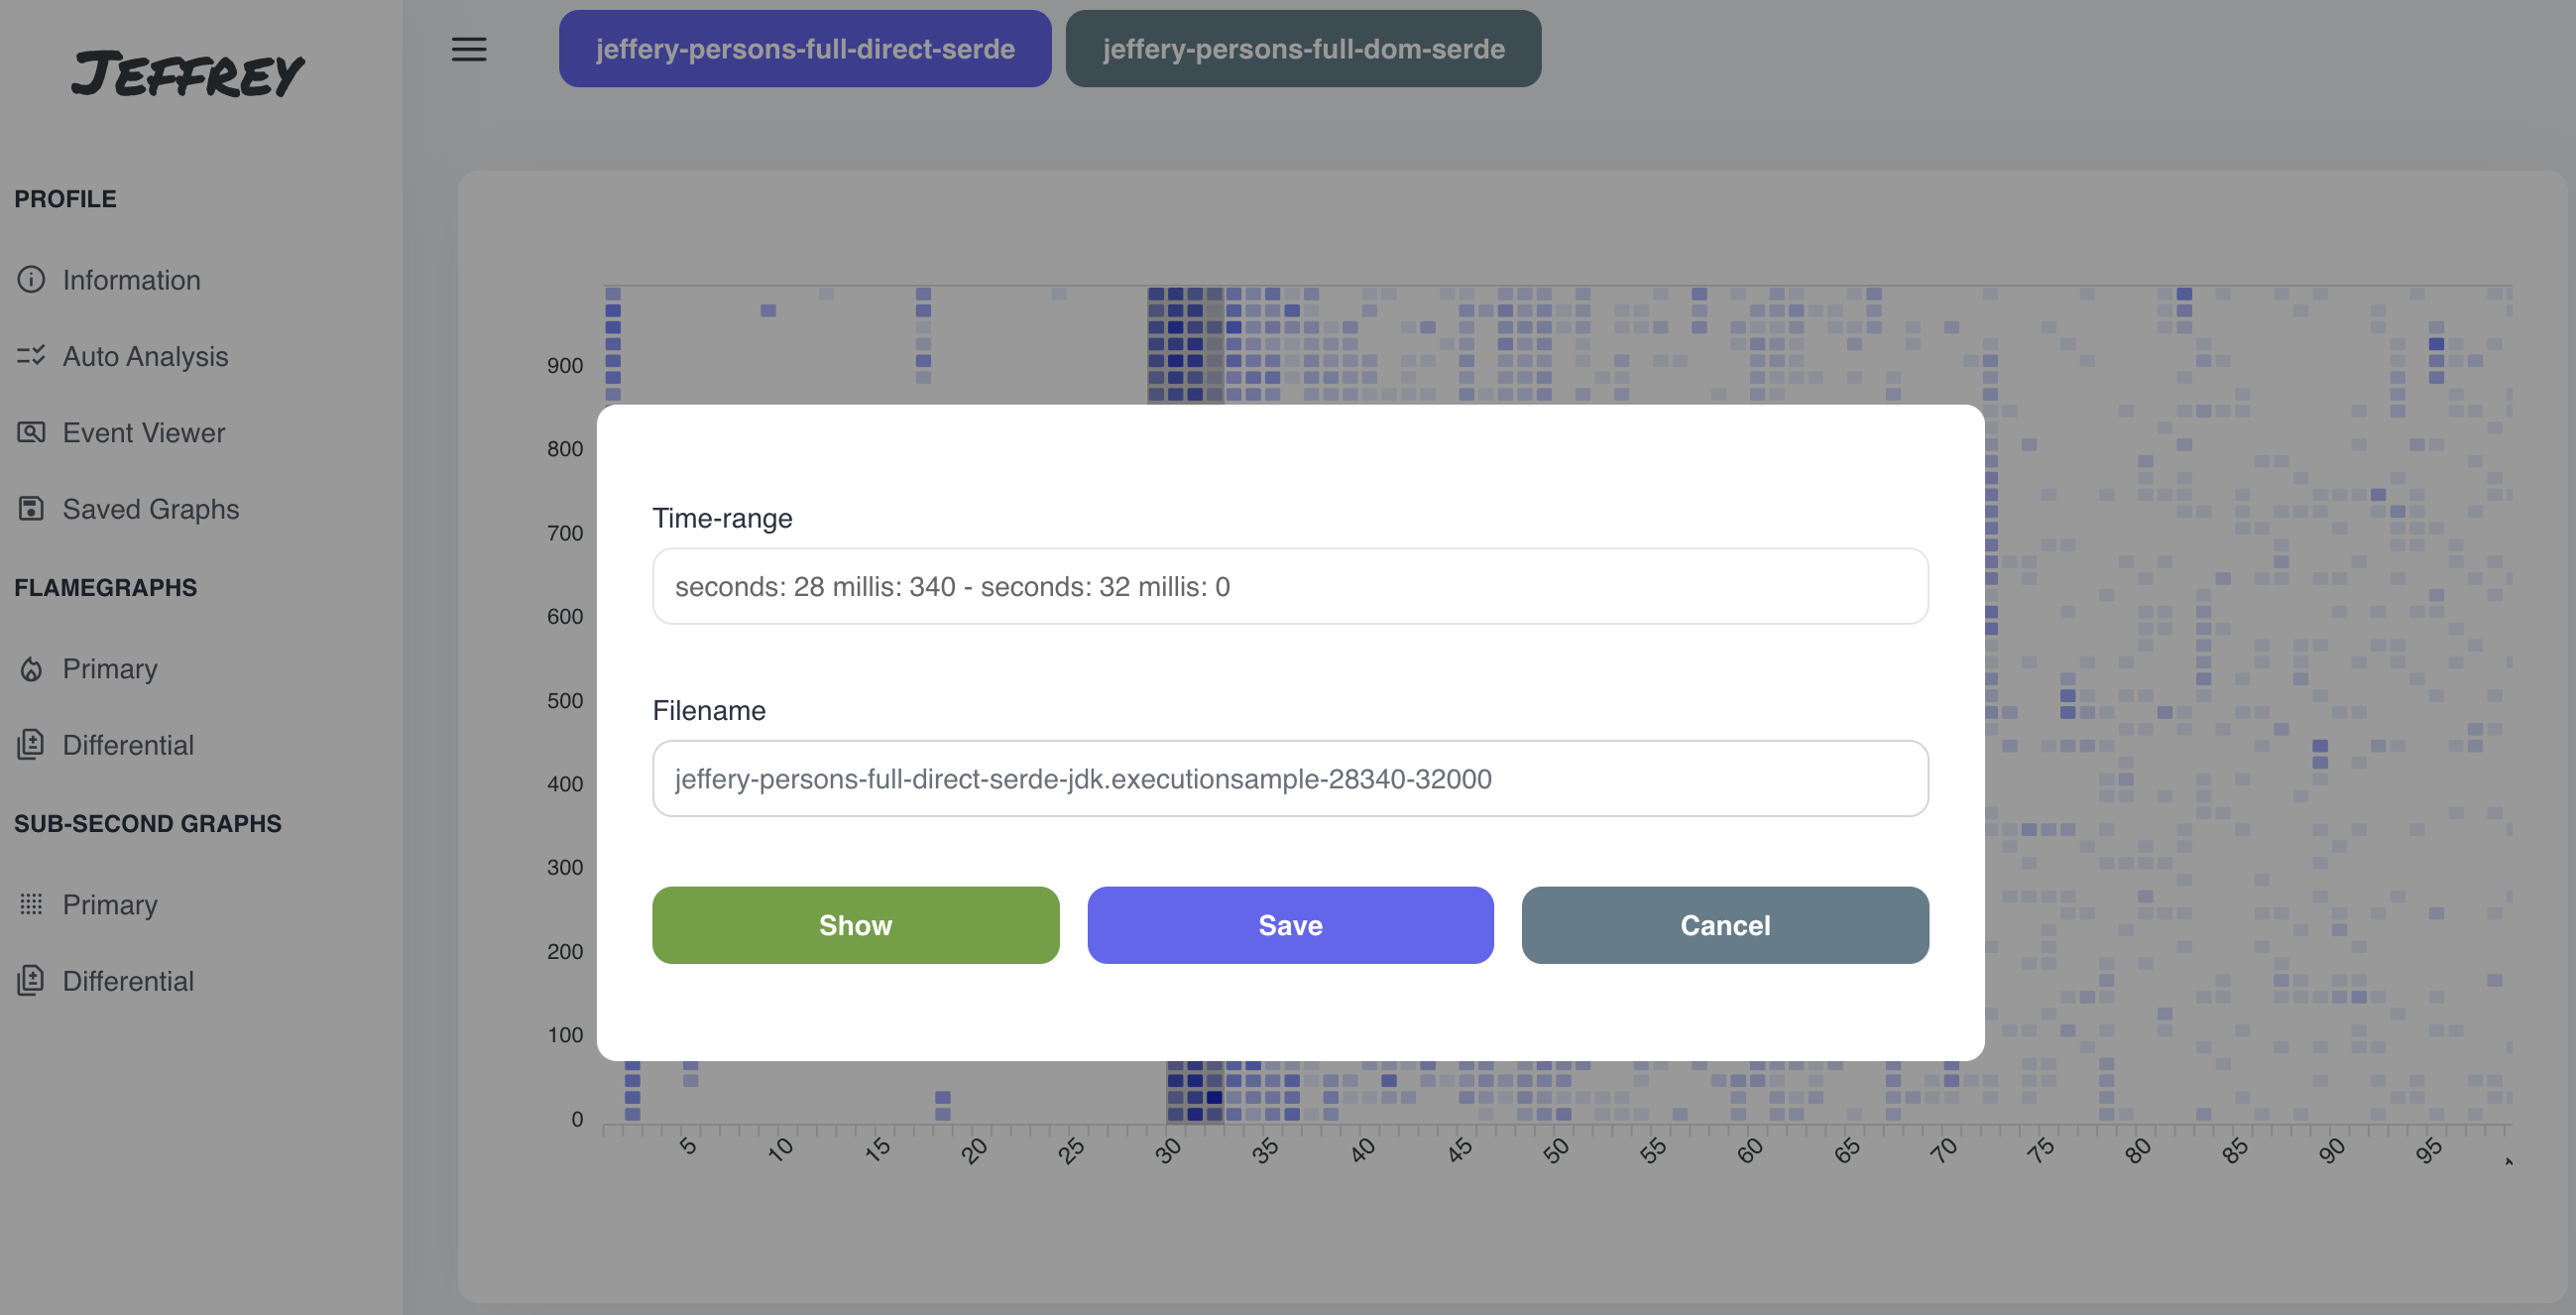 JEFFREY
PROFILE
Information
Auto Analysis
Event Viewer
Saved Graphs
FLAMEGRAPHS
Primary
Differential
SUB-SECOND GRAPHS
Primary
Differential
jeffery-persons-full-direct-serde
jeffery-persons-full-dom-serde
900
800
700
600
500
400
300
200
100
0
5
10
15
20
25
30
35
40
45
50
55
60
65
70
75
80
85
90
95
Time-range
seconds: 28 millis: 340 - seconds: 32 millis: 0
Filename
jeffery-persons-full-direct-serde-jdk.executionsample-28340-32000
Show
Save
Cancel